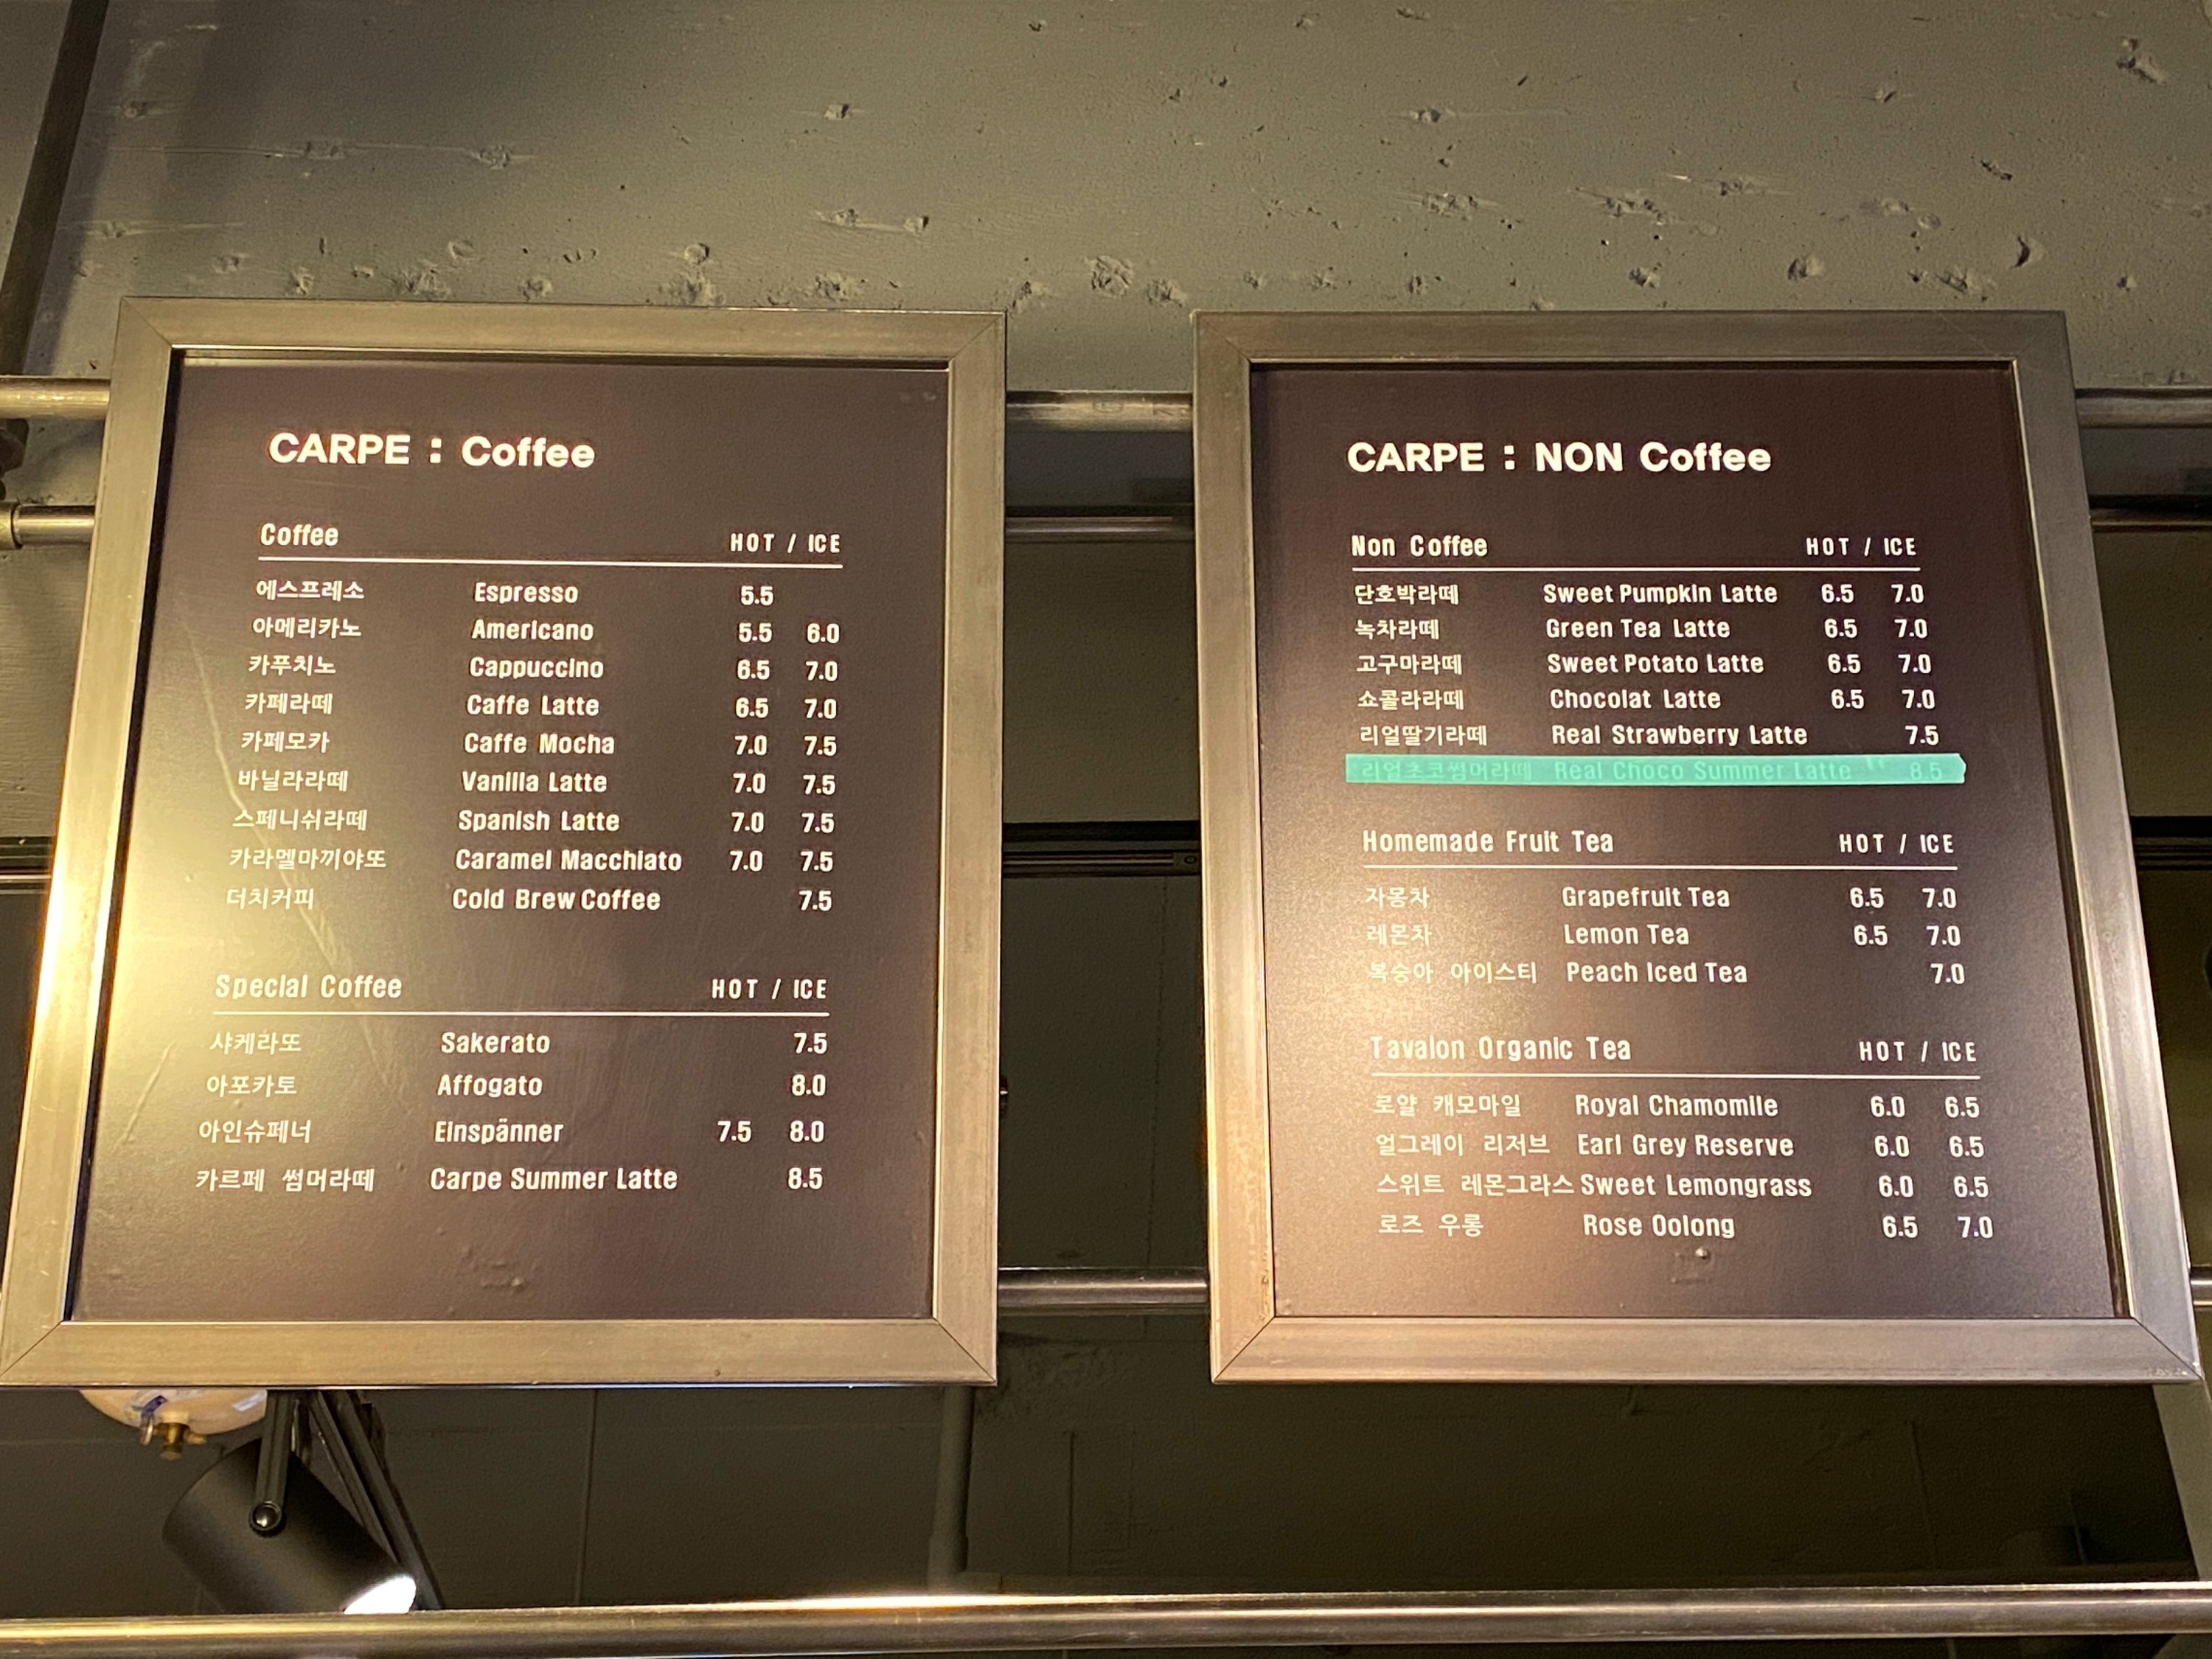 CARPE : Coffee
Coffee HOT / ICE
에스프레소 Espresso 5.5
아메리카노 Americano 5.5 6.0
카푸치노 Cappuccino 6.5 7.0
카페라떼 Caffe Latte 6.5 7.0
카페모카 Caffe Mocha 7.0 7.5
바닐라라떼 Vanilla Latte 7.0 7.5
스페니쉬라떼 Spanish Latte 7.0 7.5
카라멜마끼야또 Caramel Macchiato 7.0 7.5
더치커피 Cold Brew Coffee 7.5
Special Coffee HOT / ICE
샤케라또 Sakerato 7.5
아포카토 Affogato 8.0
아인슈페너 Einspänner 7.5 8.0
카르페 썸머라떼 Carpe Summer Latte 8.5
CARPE : NON Coffee
Non Coffee HOT / ICE
단호박라떼 Sweet Pumpkin Latte 6.5 7.0
녹차라떼 Green Tea Latte 6.5 7.0
고구마라떼 Sweet Potato Latte 6.5 7.0
쇼콜라라떼 Chocolat Latte 6.5 7.0
리얼딸기라떼 Real Strawberry Latte 7.5
리얼초코썸머라떼 Real Choco Summer Latte 8.5
Homemade Fruit Tea HOT / ICE
자몽차 Grapefruit Tea 6.5 7.0
레몬차 Lemon Tea 6.5 7.0
복숭아 아이스티 Peach Iced Tea 7.0
Tavalon Organic Tea HOT / ICE
로얄 캐모마일 Royal Chamomile 6.0 6.5
얼그레이 리저브 Earl Grey Reserve 6.0 6.5
스위트 레몬그라스 Sweet Lemongrass 6.0 6.5
로즈 우롱 Rose Oolong 6.5 7.0